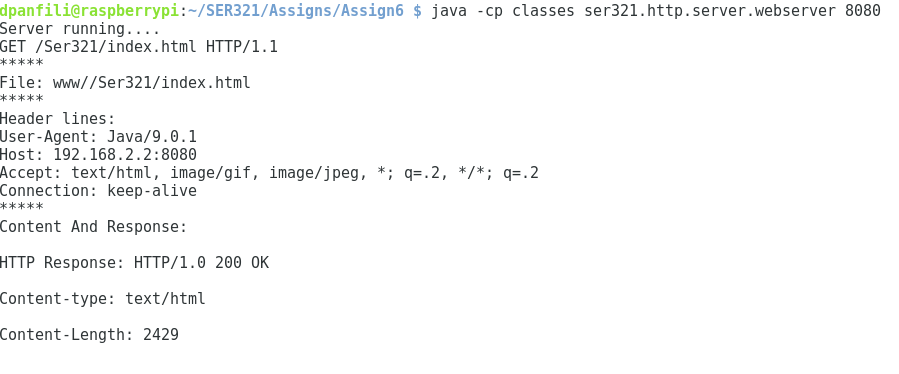 dpanfili@raspberrypi:~/SER321/Assigns/Assign6 $ java -cp classes ser321.http.server.webserver 8080
Server running....
GET /Ser321/index.html HTTP/1.1
*****
File: www//Ser321/index.html
*****
Header lines:
User-Agent: Java/9.0.1
Host: 192.168.2.2:8080
Accept: text/html, image/gif, image/jpeg, *; q=.2, */*; q=.2
Connection: keep-alive
*****
Content And Response:
HTTP Response: HTTP/1.0 200 OK
Content-type: text/html
Content-Length: 2429